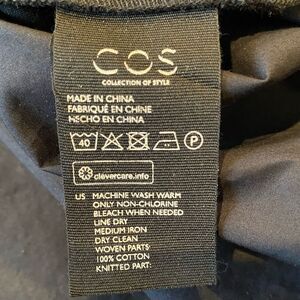 COS
COLLECTION OF STYLE
MADE IN CHINA
FABRIQUÉ EN CHINE
HECHO EN CHINA
40 P
clevercare.info
US MACHINE WASH WARM
ONLY NON-CHLORINE
BLEACH WHEN NEEDED
LINE DRY
MEDIUM IRON
DRY CLEAN
WOVEN PARTS:
100% COTTON
KNITTED PART: